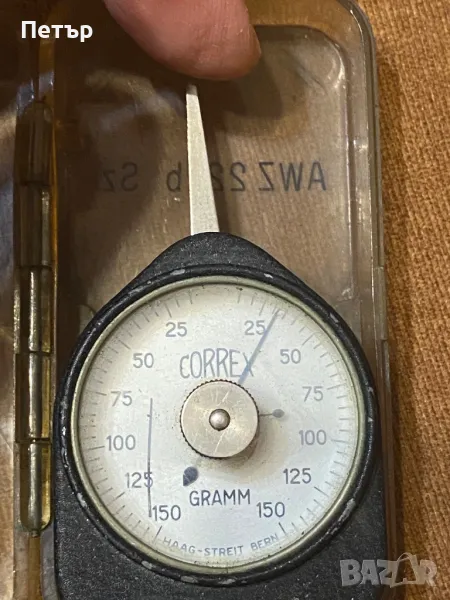 Петър
AWZ 22 b Sz
25 25
50 50
75 75
100 100
125 125
150 150
CORREX
GRAMM
HAAG-STREIT BERN
BAZAR